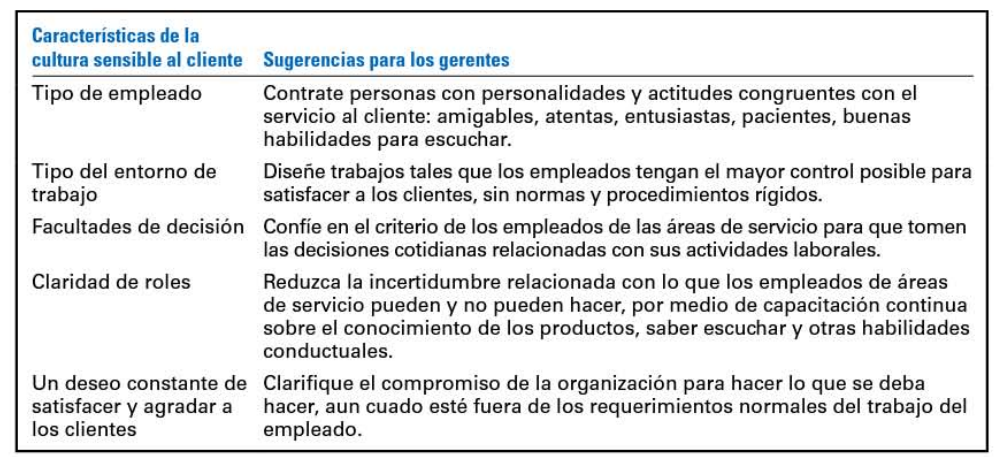 Características de la
cultura sensible al cliente Sugerencias para los gerentes
Tipo de empleado Contrate personas con personalidades y actitudes congruentes con el
servicio al cliente: amigables, atentas, entusiastas, pacientes, buenas
habilidades para escuchar.
Tipo del entorno de Diseñe trabajos tales que los empleados tengan el mayor control posible para
trabajo satisfacer a los clientes, sin normas y procedimientos rígidos.
Facultades de decisión Confíe en el criterio de los empleados de las áreas de servicio para que tomen
las decisiones cotidianas relacionadas con sus actividades laborales.
Claridad de roles Reduzca la incertidumbre relacionada con lo que los empleados de áreas
de servicio pueden y no pueden hacer, por medio de capacitación continua
sobre el conocimiento de los productos, saber escuchar y otras habilidades
conductuales.
Un deseo constante de Clarifique el compromiso de la organización para hacer lo que se deba
satisfacer y agradar a hacer, aun cuado esté fuera de los requerimientos normales del trabajo del
los clientes empleado.